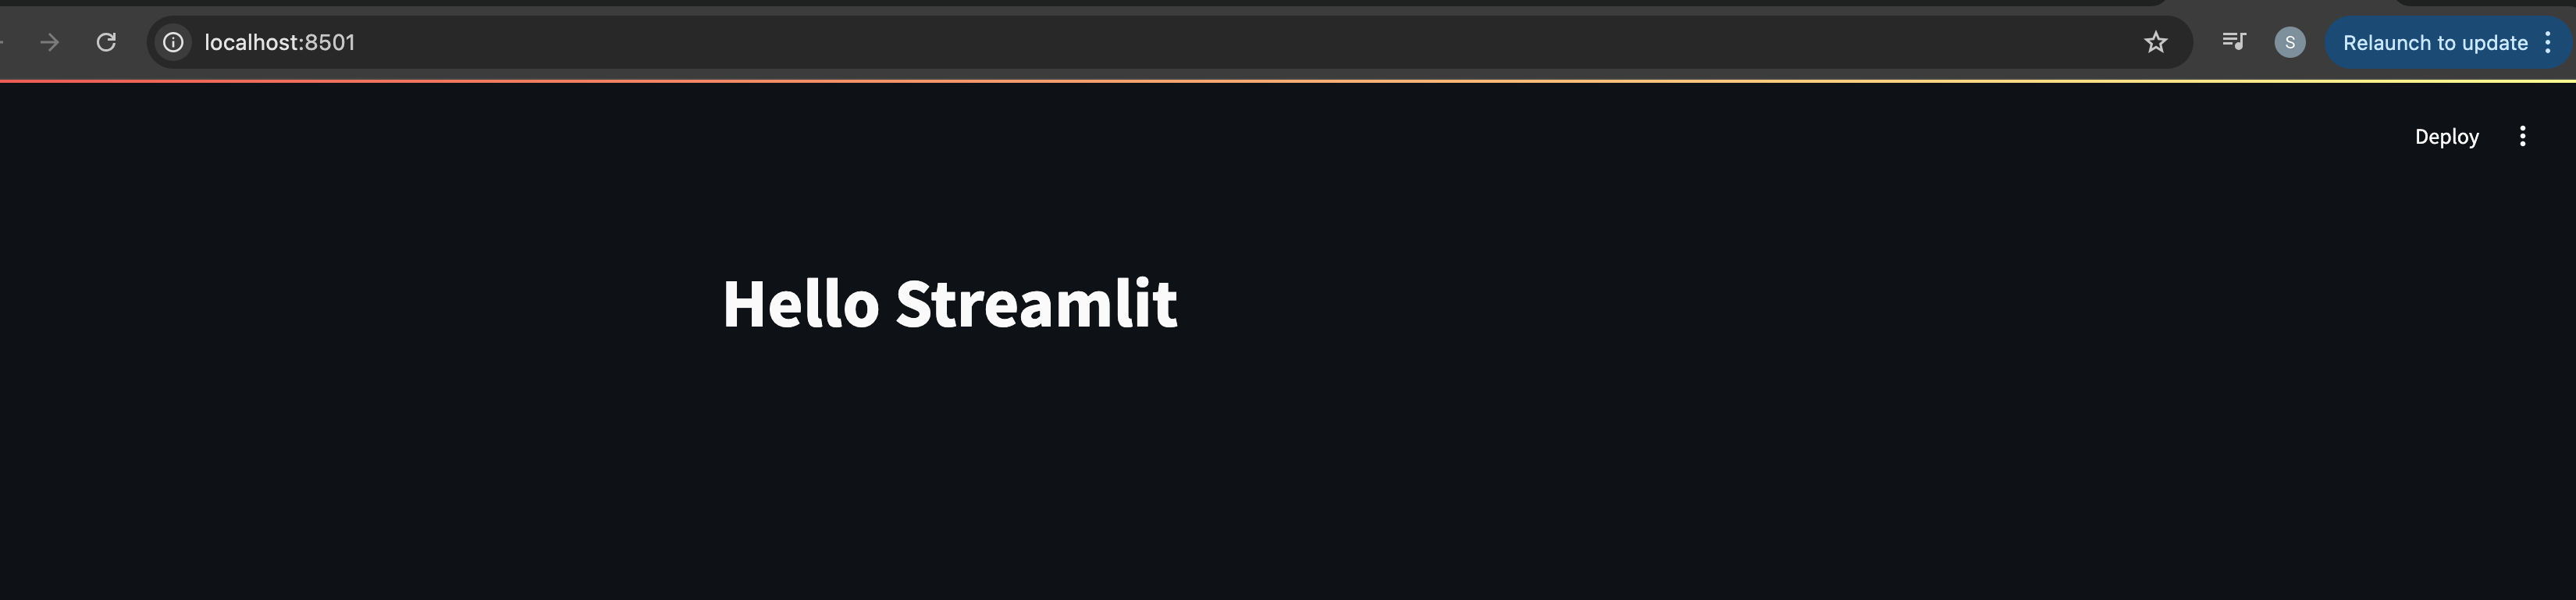 localhost:8501
S
Relaunch to update
Deploy
Hello Streamlit